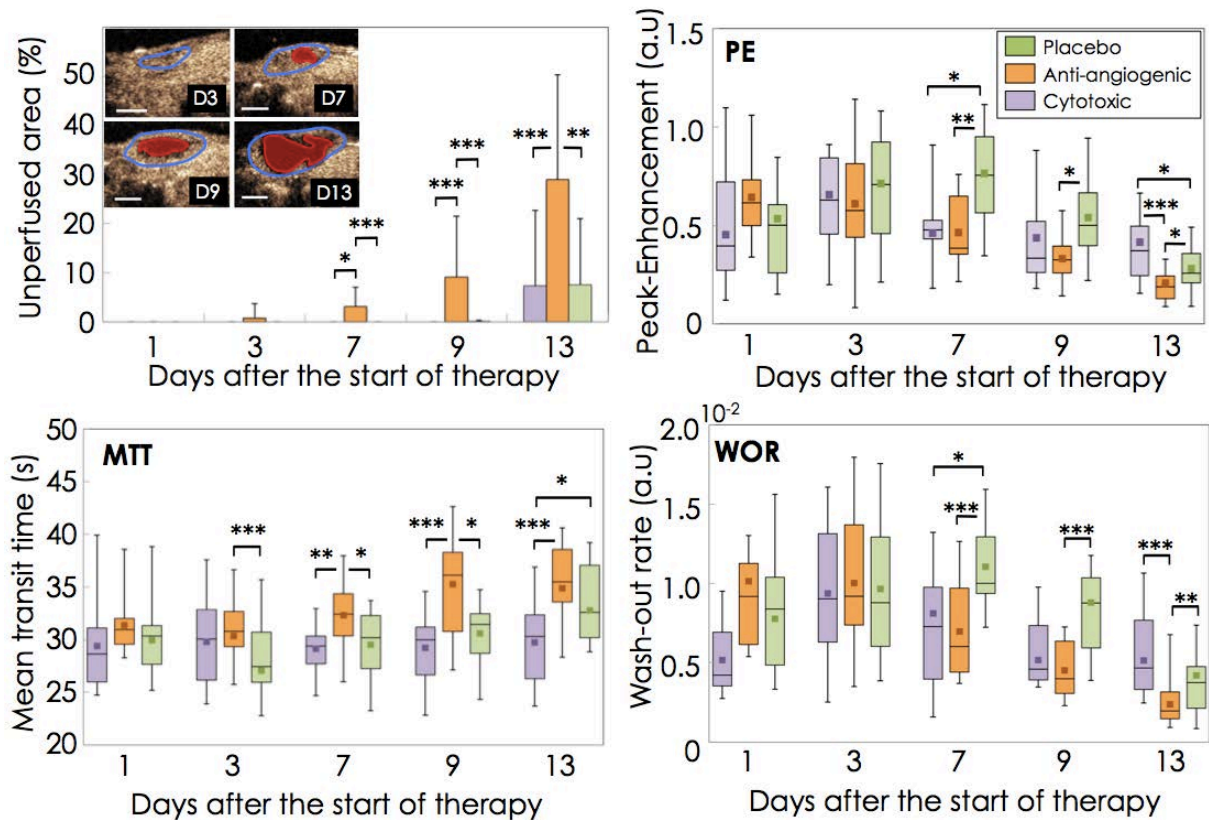 Unperfused area (%)
50
40
30
20
10
0
D3
D7
D9
D13
*
***
***
***
***
**
1 3 7 9 13
Days after the start of therapy
PE
Peak-Enhancement (a.u)
1.5
1.0
0.5
0
Placebo
Anti-angiogenic
Cytotoxic
*
**
*
*
***
*
1 3 7 9 13
Days after the start of therapy
MTT
Mean transit time (s)
50
45
40
35
30
25
20
***
**
*
***
*
***
*
1 3 7 9 13
Days after the start of therapy
WOR
Wash-out rate (a.u)
10-2
2.0
1.5
1.0
0.5
0
*
***
***
***
**
1 3 7 9 13
Days after the start of therapy